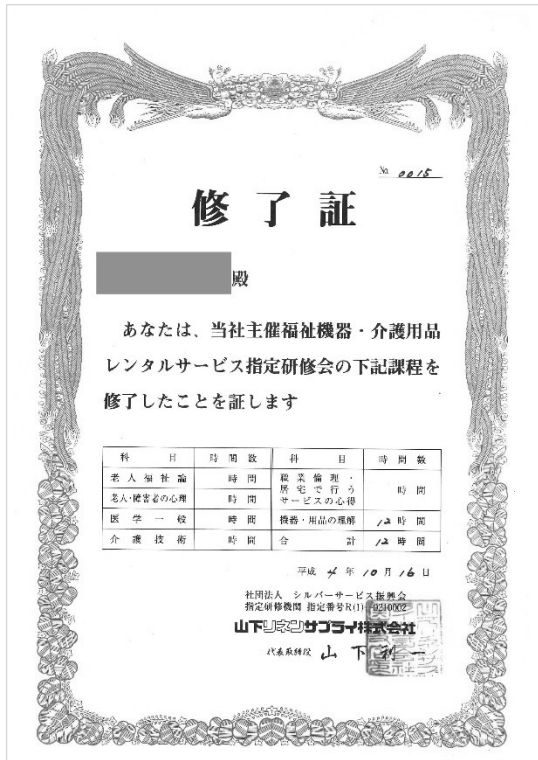 № 0015
修了証
殿
あなたは、当社主催福祉機器・介護用品
レンタルサービス指定研修会の下記課程を
修了したことを証します
科 目 時間数 科 目 時間数
老人福祉論 時間 職業倫理・居宅で行うサービスの心得 時間
老人・障害者の心理 時間
医学一般 時間 機器・用品の理解 12時間
介護技術 時間 合 計 12時間
平成 4年10月16日
社団法人 シルバーサービス振興会
指定研修機関 指定番号R(1)-0210002
山下リネンサプライ株式会社
代表取締役 山下利一